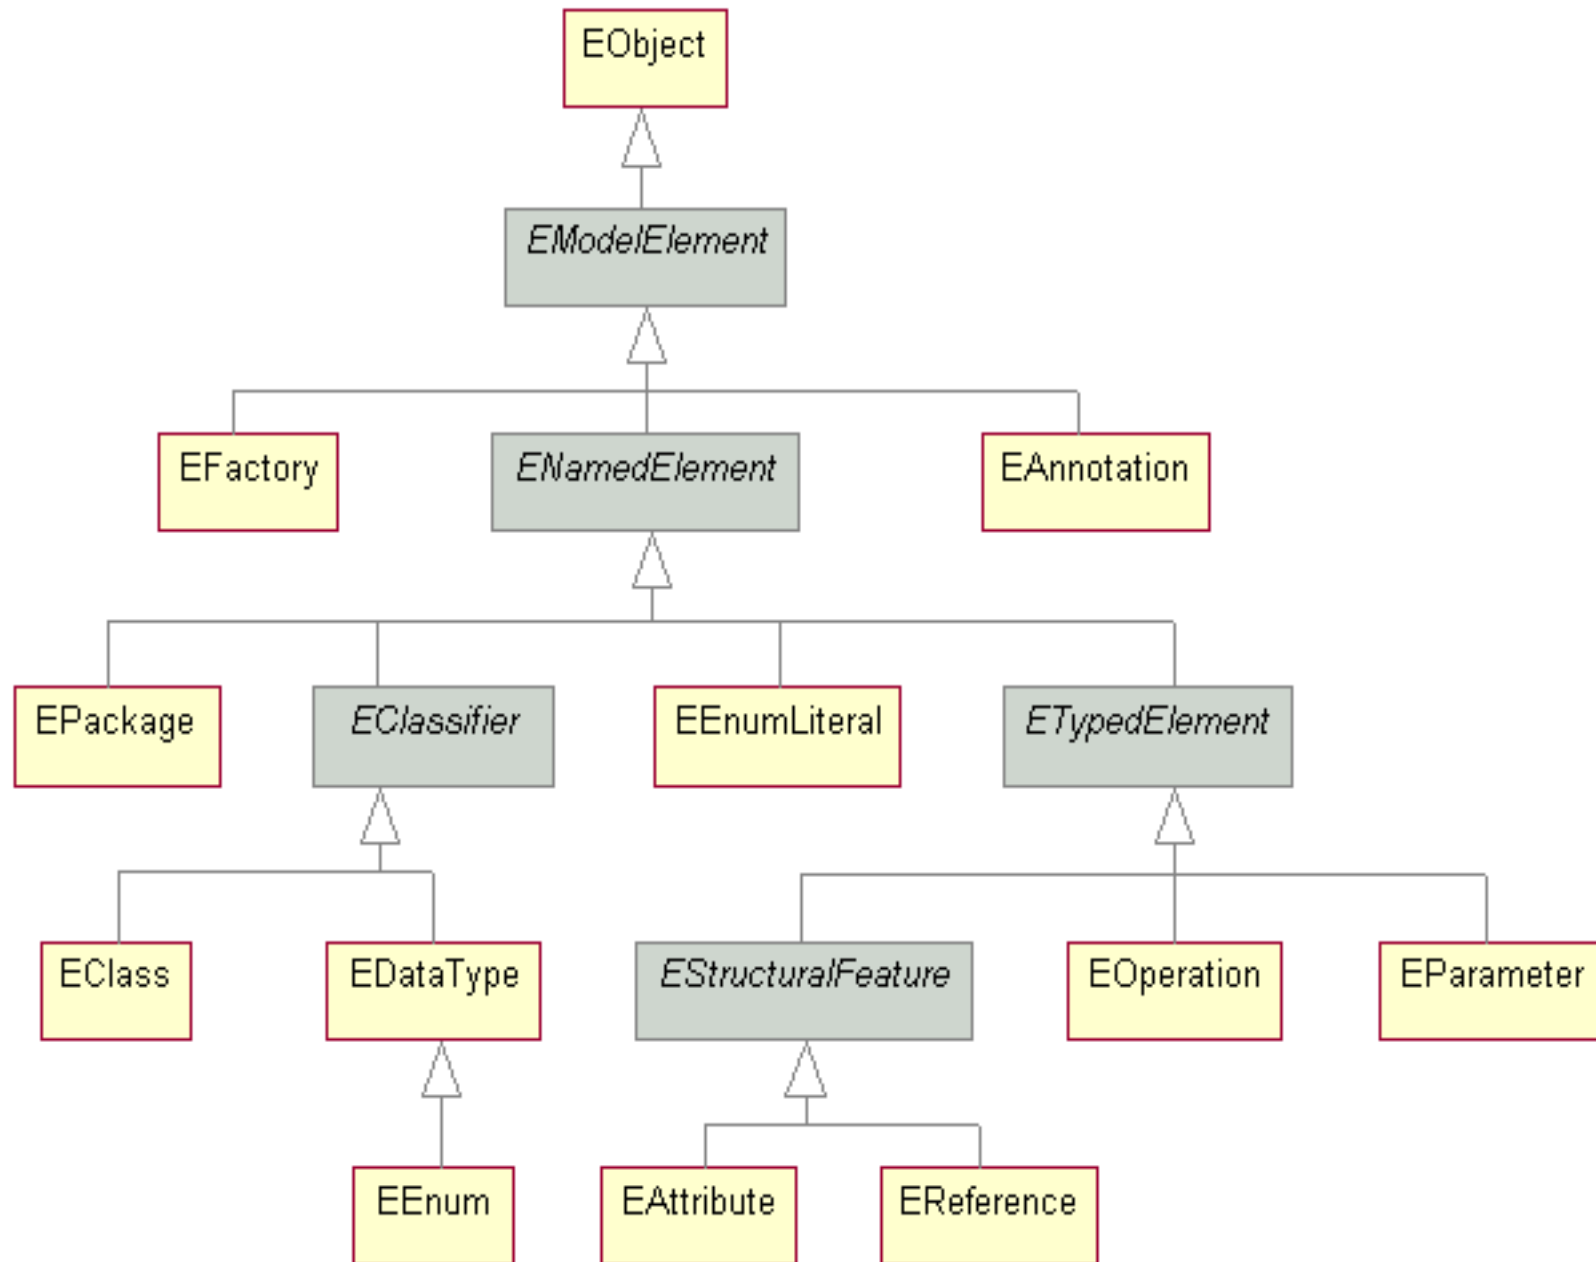 EObject
EModelElement
EFactory
ENamedElement
EAnnotation
EPackage
EClassifier
EEnumLiteral
ETypedElement
EClass
EDataType
EStructuralFeature
EOperation
EParameter
EEnum
EAttribute
EReference